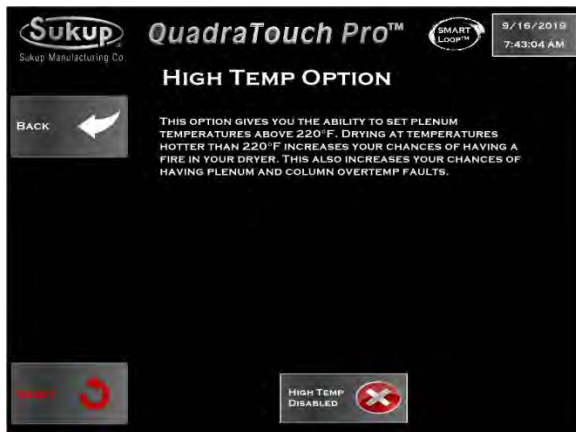 Sukup®
Sukup Manufacturing Co.
QuadraTouch Pro™
SMART
LOOP™
9/16/2019
7:43:04 AM
HIGH TEMP OPTION
BACK
THIS OPTION GIVES YOU THE ABILITY TO SET PLENUM
TEMPERATURES ABOVE 220°F. DRYING AT TEMPERATURES
HOTTER THAN 220°F INCREASES YOUR CHANCES OF HAVING A
FIRE IN YOUR DRYER. THIS ALSO INCREASES YOUR CHANCES OF
HAVING PLENUM AND COLUMN OVERTEMP FAULTS.
RESET
HIGH TEMP
DISABLED